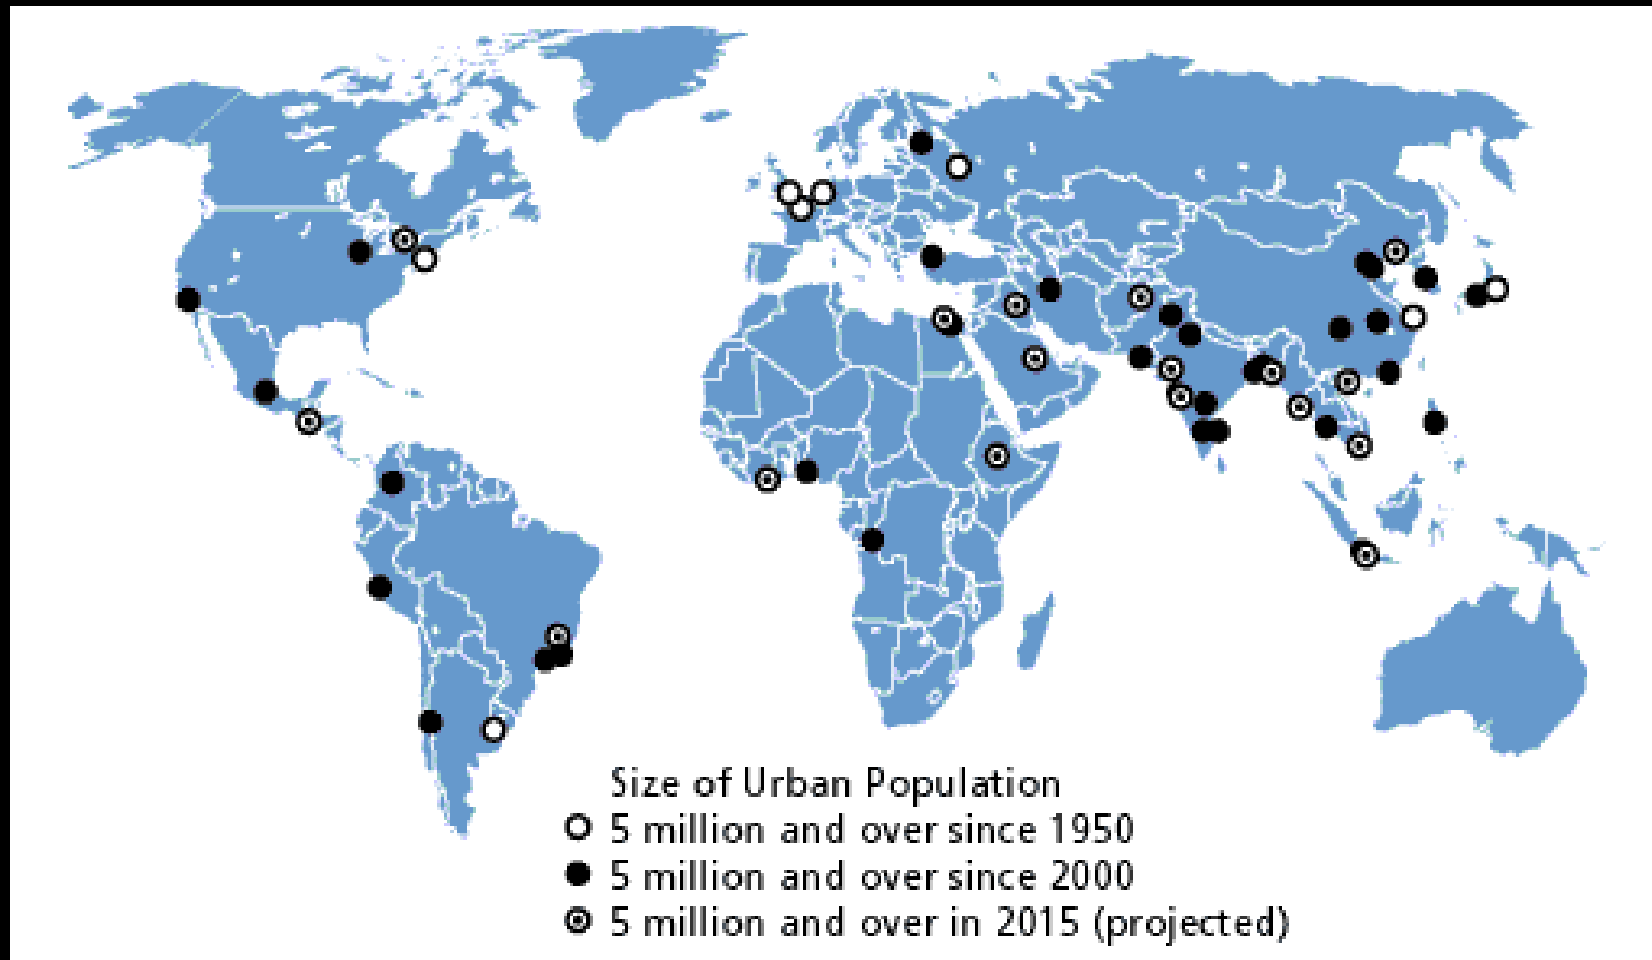 Size of Urban Population
5 million and over since 1950
5 million and over since 2000
5 million and over in 2015 (projected)